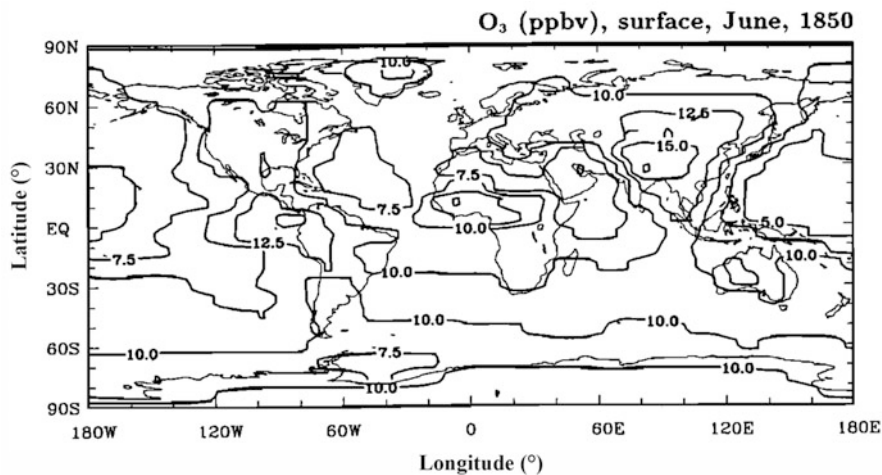 O₃ (ppbv), surface, June, 1850
90N
10.0
60N
10.0
12.5
15.0
30N
7.5
7.5
5.0
EQ
12.5
10.0
10.0
7.5
10.0
30S
10.0
10.0
60S
10.0
7.5
10.0
10.0
90S
180W
120W
60W
0
60E
120E
180E
Latitude (°)
Longitude (°)